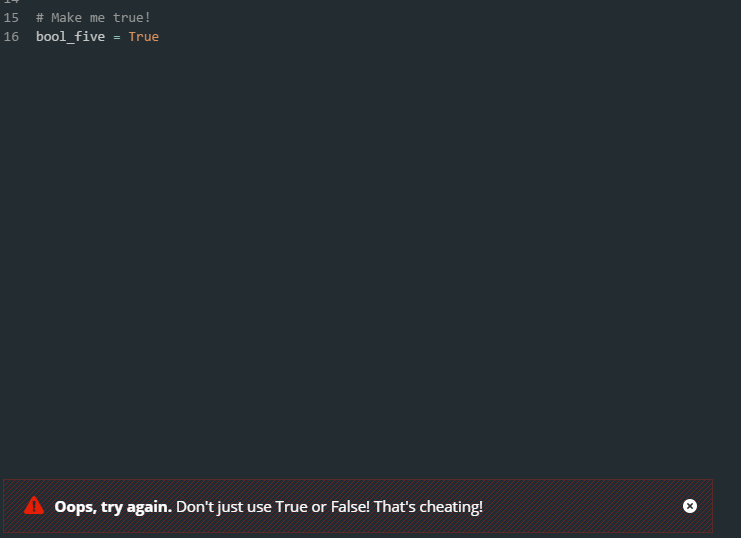 15 # Make me true!
16 bool_five = True
Oops, try again. Don't just use True or False! That's cheating!